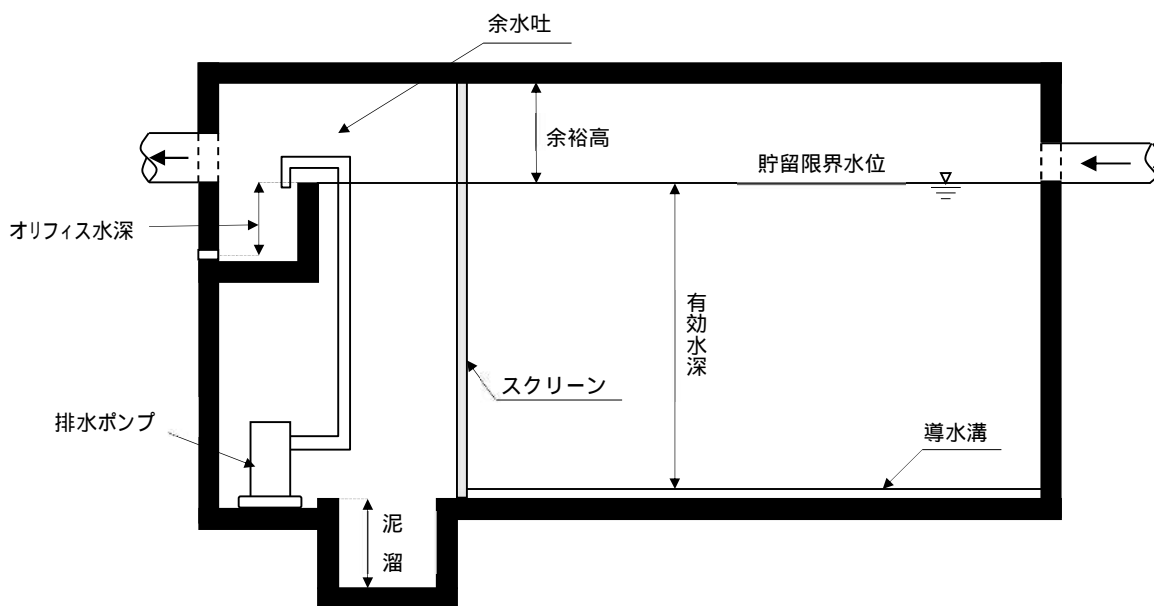 余水吐
余裕高
貯留限界水位
オリフィス水深
有効水深
スクリーン
排水ポンプ
導水溝
泥溜